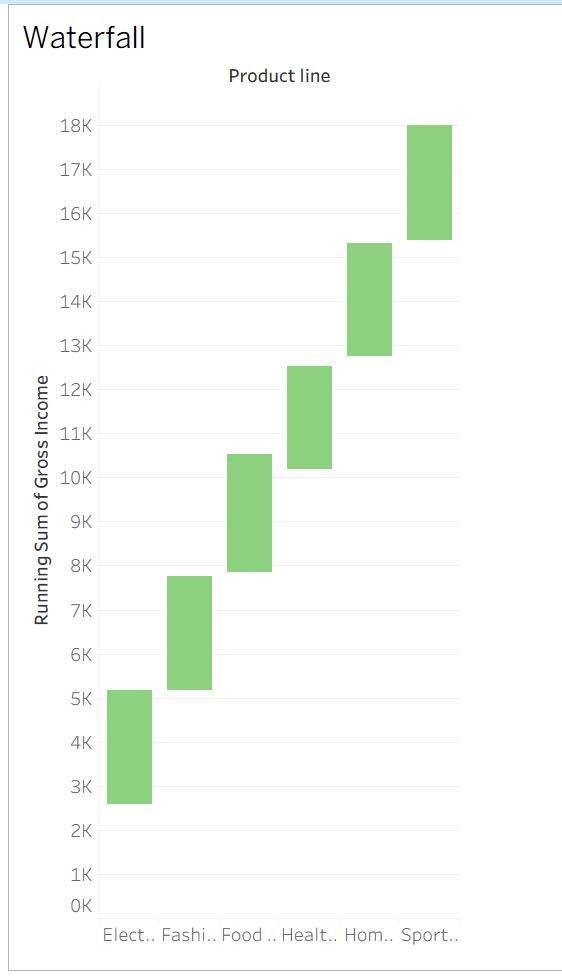 Waterfall
Product line
18K
17K
16K
15K
14K
13K
12K
11K
10K
9K
8K
7K
6K
5K
4K
3K
2K
1K
0K
Running Sum of Gross Income
Elect.. Fashi.. Food .. Healt.. Hom.. Sport..